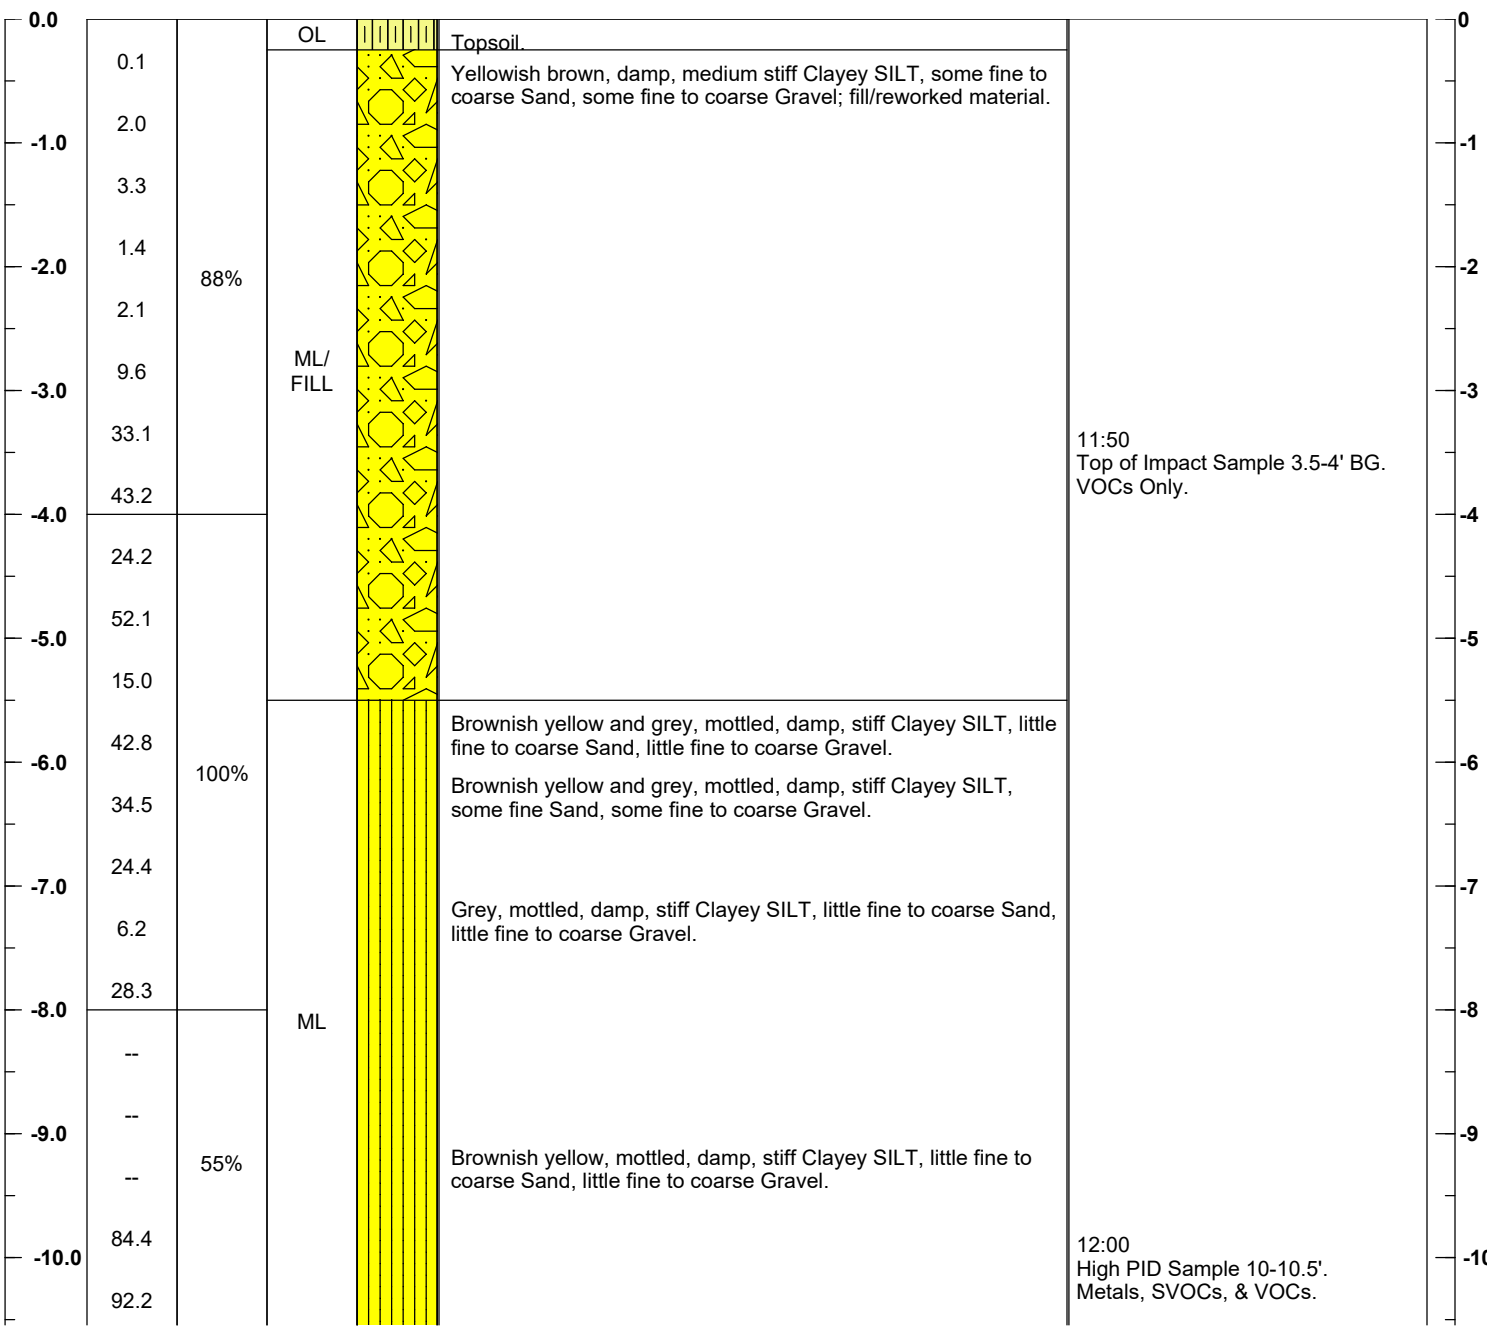 0.0
OL
Topsoil.
0
0.1
Yellowish brown, damp, medium stiff Clayey SILT, some fine to
coarse Sand, some fine to coarse Gravel; fill/reworked material.
2.0
-1.0
-1
3.3
1.4
-2.0
88%
-2
2.1
ML/
FILL
9.6
-3.0
-3
33.1
11:50
Top of Impact Sample 3.5-4' BG.
VOCs Only.
43.2
-4.0
-4
24.2
52.1
-5.0
-5
15.0
Brownish yellow and grey, mottled, damp, stiff Clayey SILT, little
fine to coarse Sand, little fine to coarse Gravel.
42.8
-6.0
100%
-6
Brownish yellow and grey, mottled, damp, stiff Clayey SILT,
some fine Sand, some fine to coarse Gravel.
34.5
24.4
-7.0
-7
Grey, mottled, damp, stiff Clayey SILT, little fine to coarse Sand,
little fine to coarse Gravel.
6.2
28.3
-8.0
ML
-8
--
--
-9.0
-9
55%
Brownish yellow, mottled, damp, stiff Clayey SILT, little fine to
coarse Sand, little fine to coarse Gravel.
--
84.4
-10.0
12:00
High PID Sample 10-10.5'.
Metals, SVOCs, & VOCs.
-10
92.2